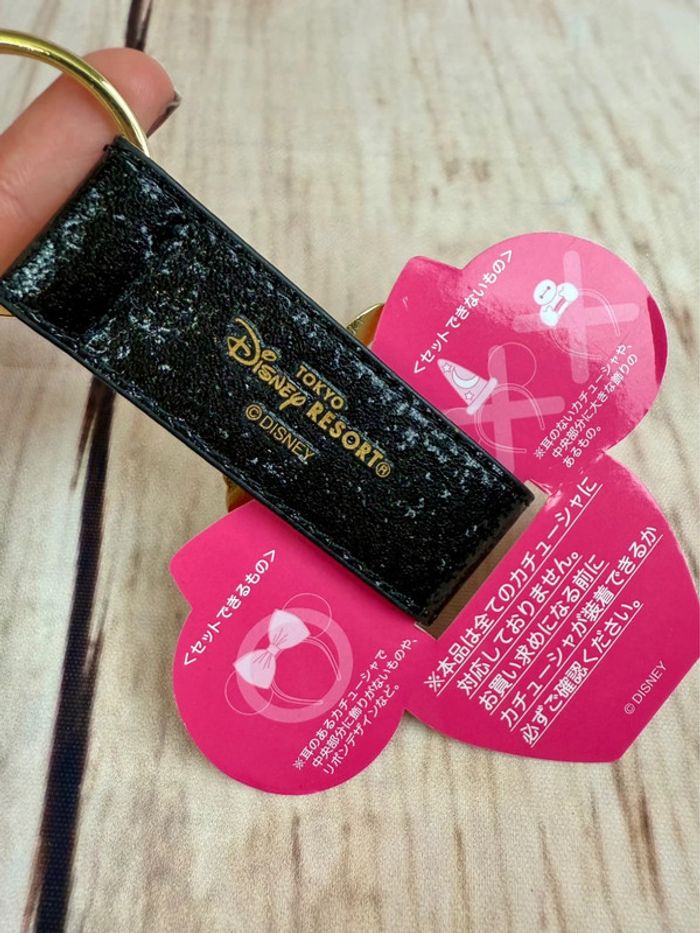 TOKYO
DISNEY RESORT®
©DISNEY
<セットできないもの>
※耳のないカチューシャや、
中央部分に大きな飾りの
あるもの。
<セットできるもの>
※耳のあるカチューシャで
中央部分に飾りがないものや、
リボンデザインなど。
※本品は全てのカチューシャに
対応しておりません。
お買い求めになる前に
カチューシャが装着できるか
必ずご確認ください。
©DISNEY